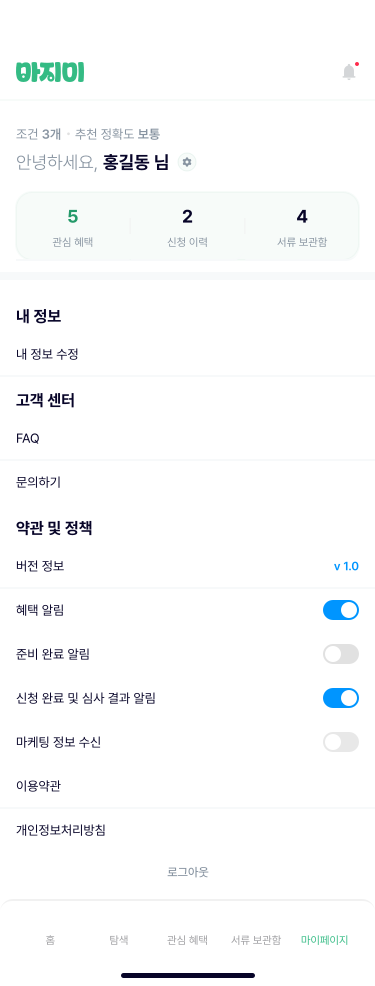 마지미
조건 3개 · 추천 정확도 보통
안녕하세요, 홍길동 님
5 2 4
관심 혜택 신청 이력 서류 보관함
내 정보
내 정보 수정
고객 센터
FAQ
문의하기
약관 및 정책
버전 정보 v 1.0
혜택 알림
준비 완료 알림
신청 완료 및 심사 결과 알림
마케팅 정보 수신
이용약관
개인정보처리방침
로그아웃
홈 탐색 관심 혜택 서류 보관함 마이페이지